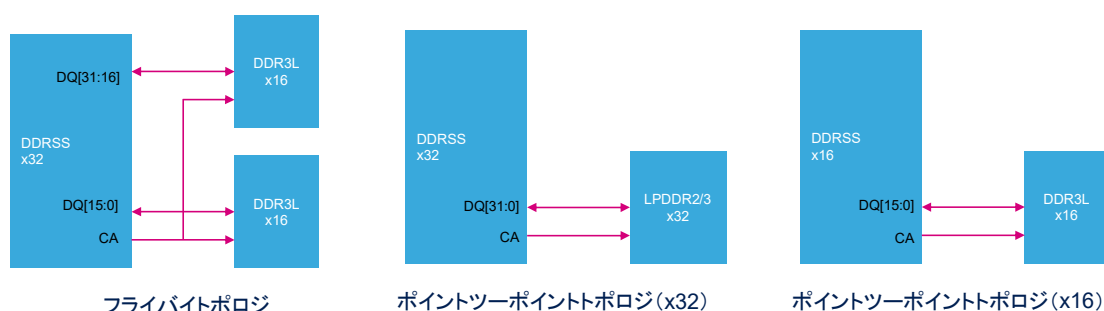 DQ[31:16]
DDR3L
x16
DDRSS
x32
DQ[15:0]
CA
DDR3L
x16
フライバイトポロジ
DDRSS
x32
DQ[31:0]
CA
LPDDR2/3
x32
ポイントツーポイントトポロジ(x32)
DDRSS
x16
DQ[15:0]
CA
DDR3L
x16
ポイントツーポイントトポロジ(x16)